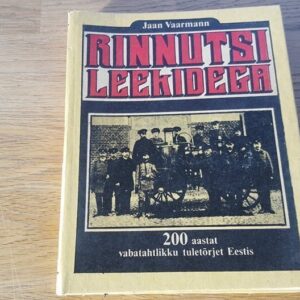 Jaan Vaarmann
RINNUTSI
LEEKIDEGA
200 aastat
vabatahtlikku tuletõrjet Eestis